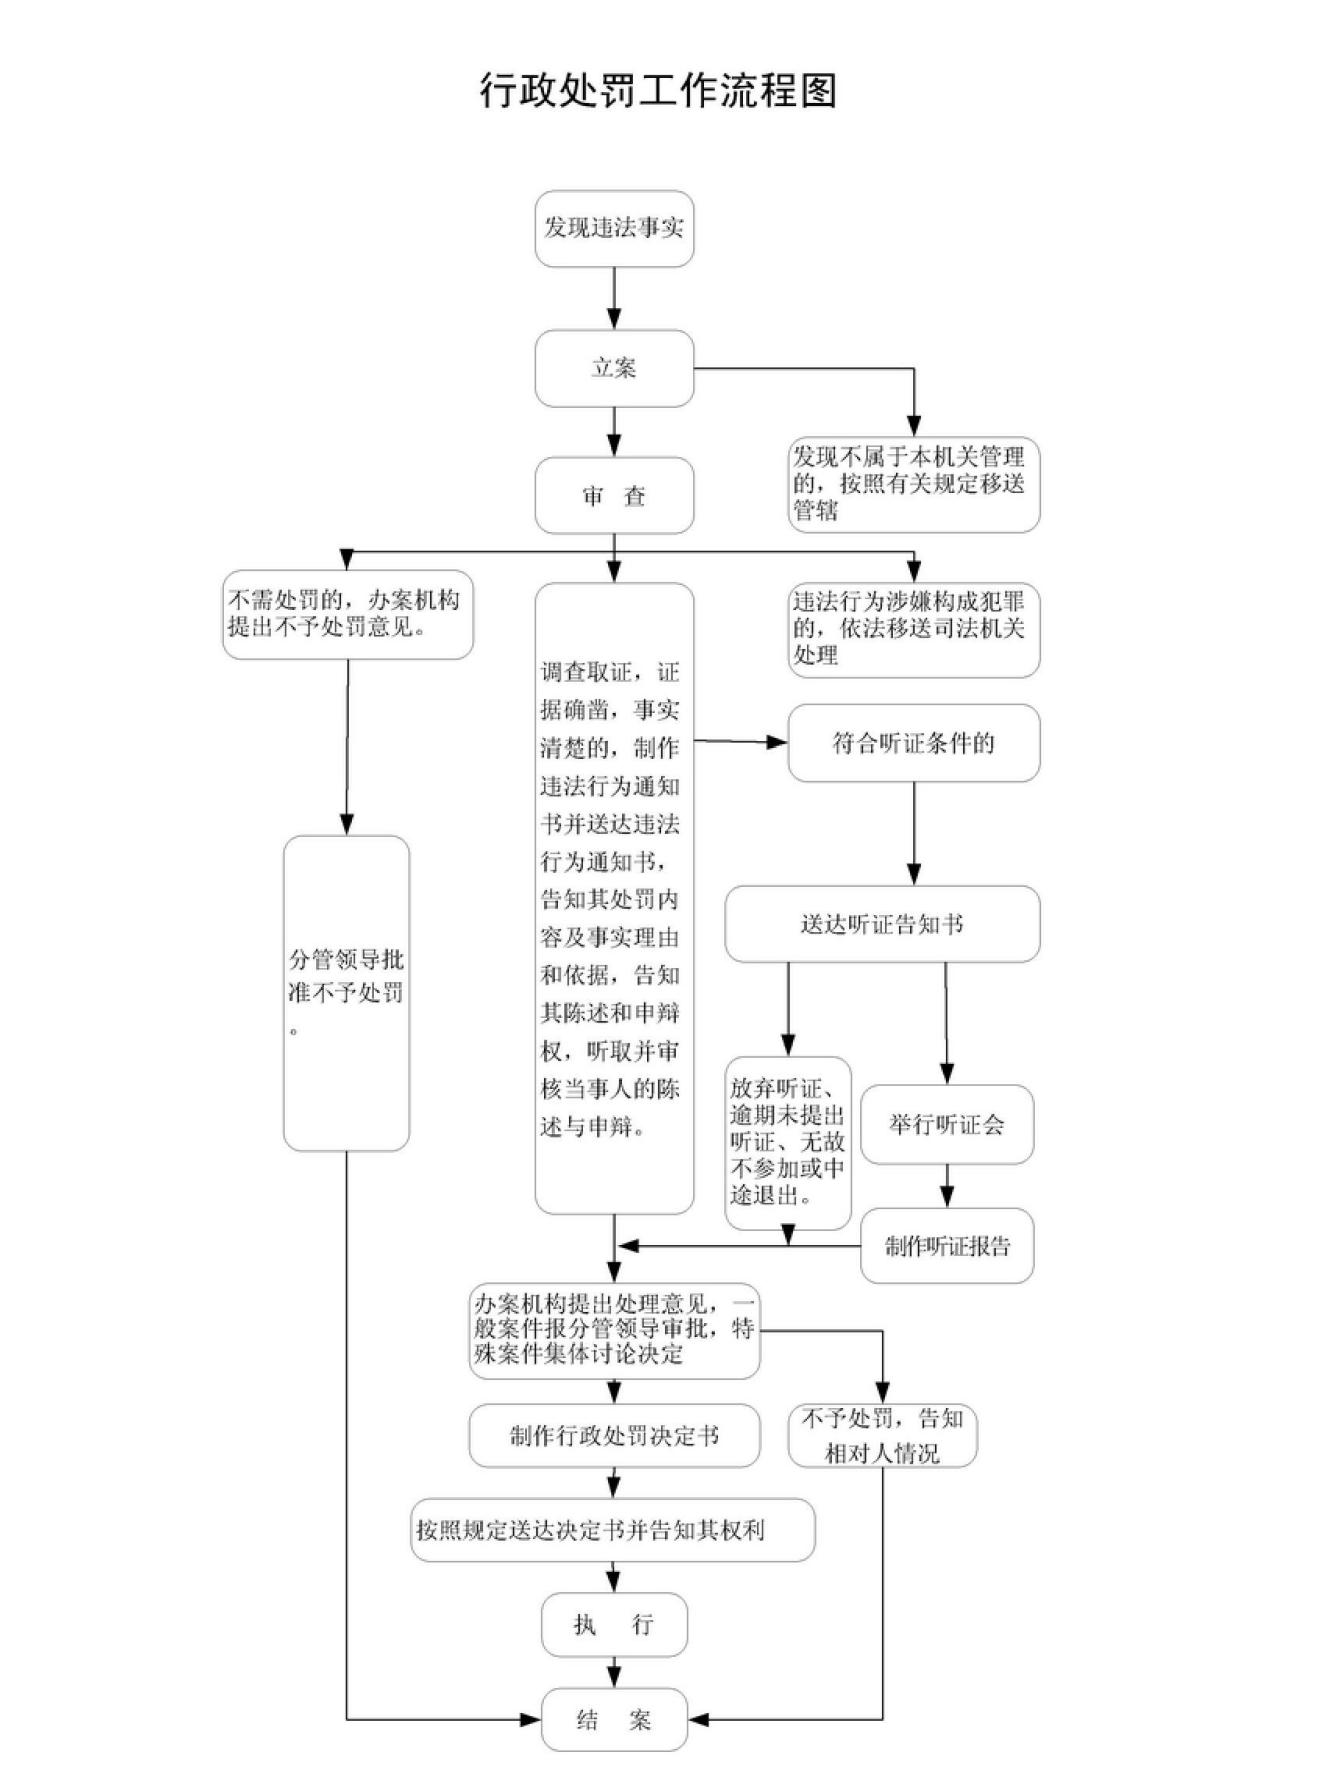 行政处罚工作流程图
发现违法事实
立案
发现不属于本机关管理
的，按照有关规定移送
管辖
审 查
不需处罚的，办案机构
提出不予处罚意见。
违法行为涉嫌构成犯罪
的，依法移送司法机关
处理
调查取证，证
据确凿，事实
清楚的，制作
违法行为通知
书并送达违法
行为通知书，
告知其处罚内
容及事实理由
和依据，告知
其陈述和申辩
权，听取并审
核当事人的陈
述与申辩。
符合听证条件的
送达听证告知书
分管领导批
准不予处罚
。
放弃听证、
逾期未提出
听证、无故
不参加或中
途退出。
举行听证会
制作听证报告
办案机构提出处理意见，一
般案件报分管领导审批，特
殊案件集体讨论决定
制作行政处罚决定书
不予处罚，告知
相对人情况
按照规定送达决定书并告知其权利
执 行
结 案